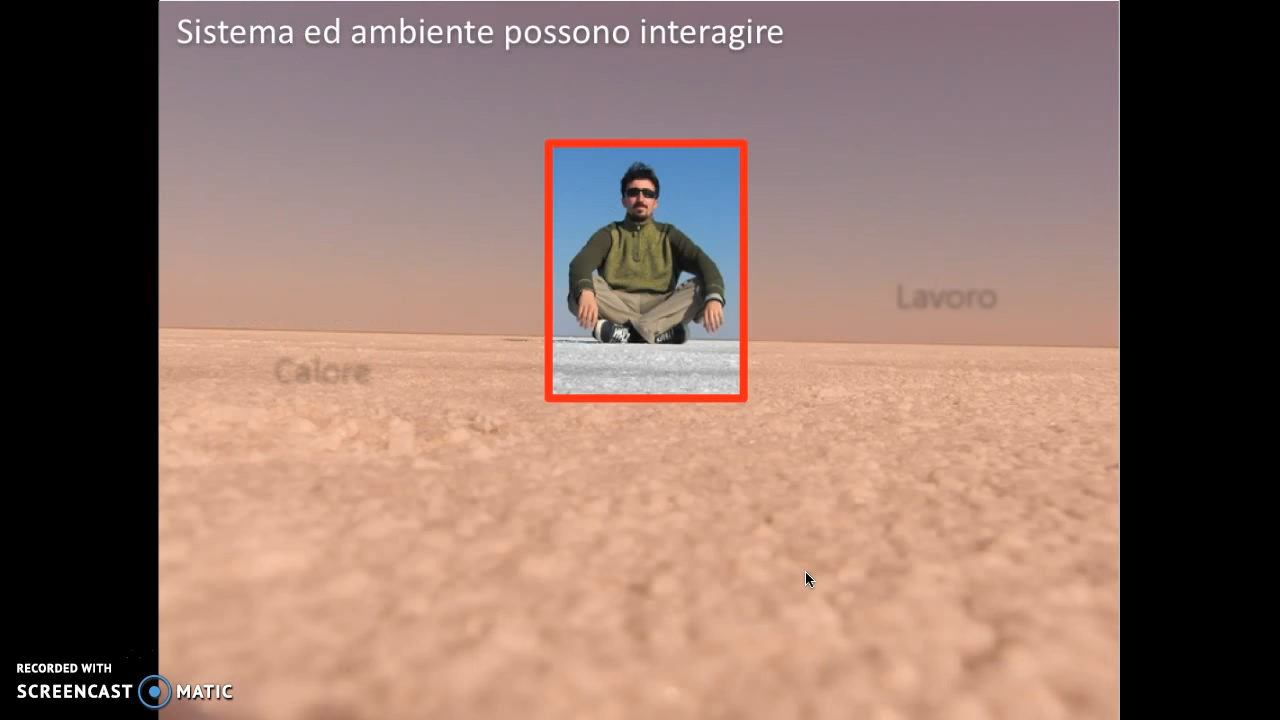 Sistema ed ambiente possono interagire
Lavoro
Calore
RECORDED WITH
SCREENCAST MATIC